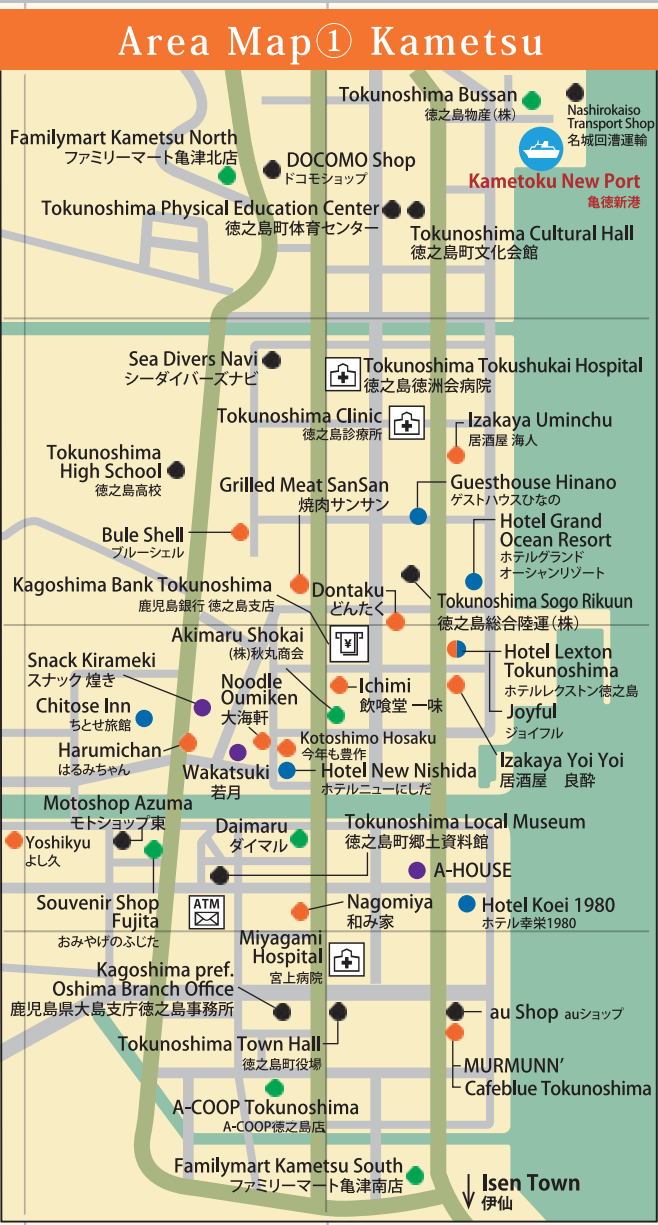 Area Map① Kametsu
Tokunoshima Bussan
徳之島物産(株)
Nashirokaiso
Transport Shop
名城回漕運輸
Familymart Kametsu North
ファミリーマート亀津北店
DOCOMO Shop
ドコモショップ
Kametoku New Port
亀徳新港
Tokunoshima Physical Education Center
徳之島町体育センター
Tokunoshima Cultural Hall
徳之島町文化会館
Sea Divers Navi
シーダイバーズナビ
Tokunoshima Tokushukai Hospital
徳之島徳洲会病院
Tokunoshima Clinic
徳之島診療所
Izakaya Uminchu
居酒屋 海人
Tokunoshima
High School
徳之島高校
Grilled Meat SanSan
焼肉サンサン
Guesthouse Hinano
ゲストハウスひなの
Hotel Grand
Ocean Resort
ホテルグランド
オーシャンリゾート
Bule Shell
ブルーシェル
Kagoshima Bank Tokunoshima
鹿児島銀行 徳之島支店
Dontaku
どんたく
Tokunoshima Sogo Rikuun
徳之島総合陸運(株)
Akimaru Shokai
(株)秋丸商会
¥
Hotel Lexton
Tokunoshima
ホテルレクストン徳之島
Snack Kirameki
スナック 煌き
Noodle
Oumiken
大海軒
Ichimi
飲食堂 一味
Joyful
ジョイフル
Chitose Inn
ちとせ旅館
Harumichan
はるみちゃん
Kotoshimo Hosaku
今年も豊作
Izakaya Yoi Yoi
居酒屋 良酔
Wakatsuki
若月
Hotel New Nishida
ホテルニューにしだ
Motoshop Azuma
モトショップ東
Daimaru
ダイマル
Tokunoshima Local Museum
徳之島町郷土資料館
Yoshikyu
よし久
A-HOUSE
Souvenir Shop
Fujita
おみやげのふじた
ATM
Nagomiya
和み家
Hotel Koei 1980
ホテル幸栄1980
Miyagami
Hospital
宮上病院
Kagoshima pref.
Oshima Branch Office
鹿児島県大島支庁徳之島事務所
au Shop auショップ
Tokunoshima Town Hall
徳之島町役場
MURMUNN'
Cafeblue Tokunoshima
A-COOP Tokunoshima
A-COOP徳之島店
Familymart Kametsu South
ファミリーマート亀津南店
Isen Town
伊仙